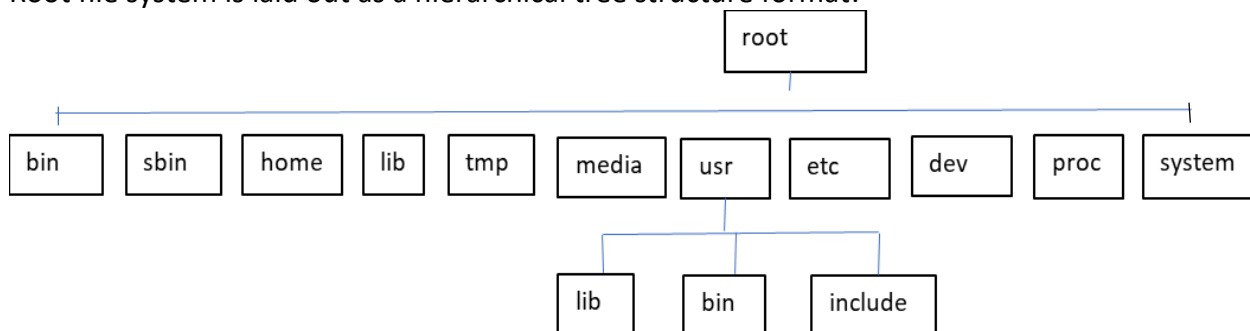 Root file system is laid out as a hierarchical tree structure format.
root
bin sbin home lib tmp media usr etc dev proc system
lib bin include